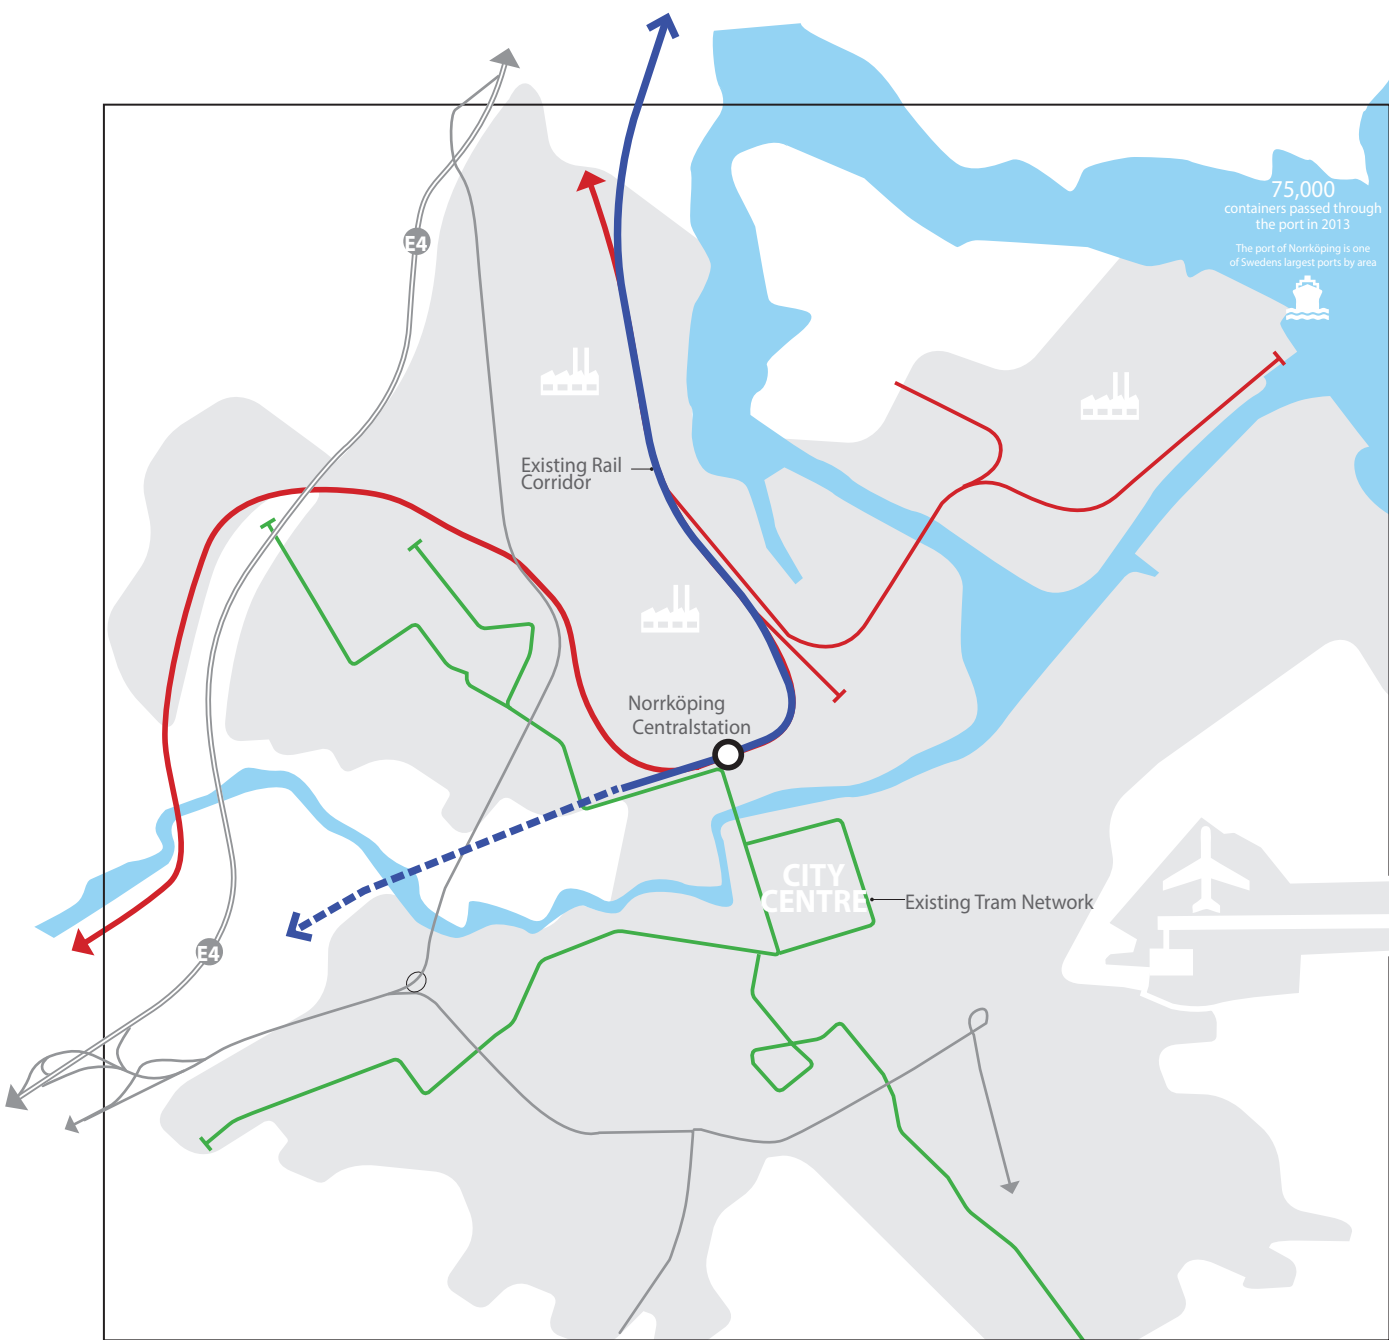 75,000
containers passed through
the port in 2013
The port of Norrköping is one
of Swedens largest ports by area
E4
Existing Rail
Corridor
Norrköping
Centralstation
CITY
CENTRE
Existing Tram Network
E4